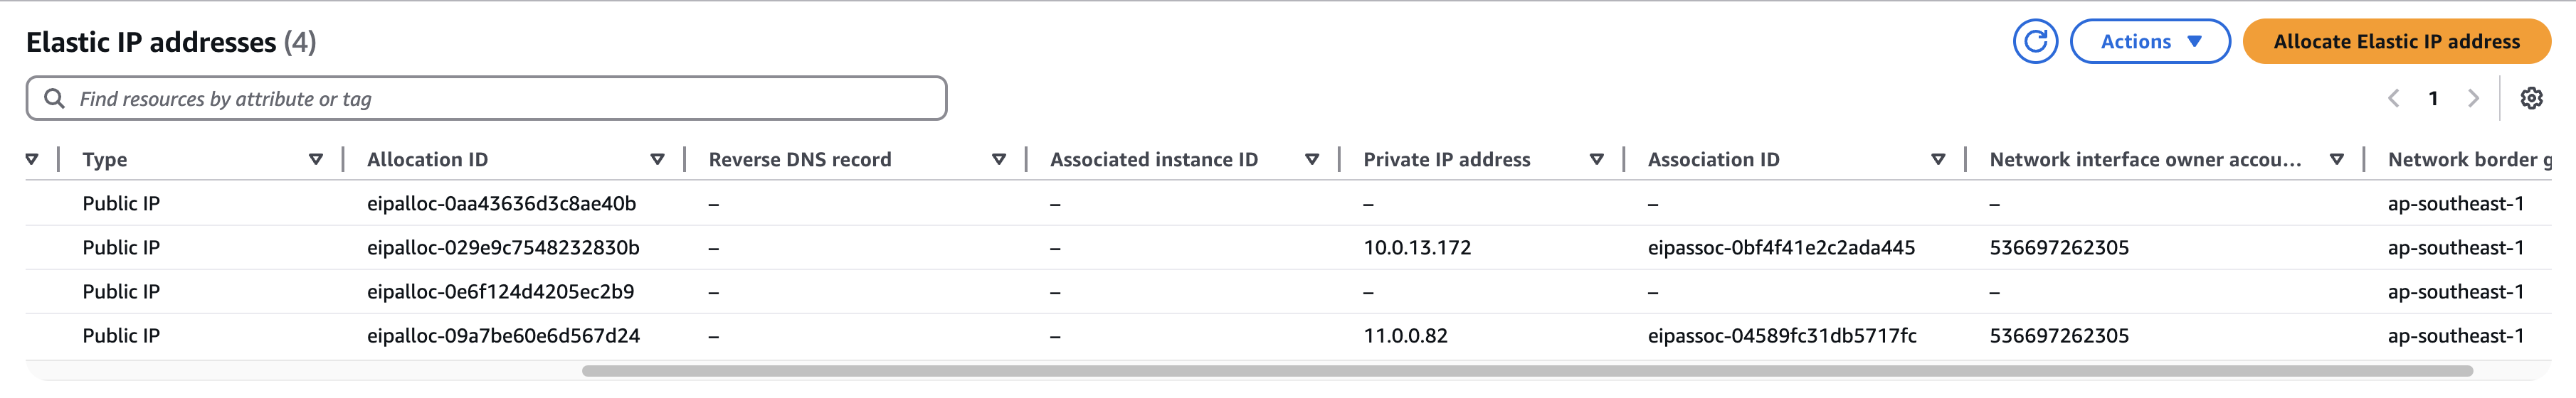 Elastic IP addresses (4)
Actions
Allocate Elastic IP address
Find resources by attribute or tag
1
Type Allocation ID Reverse DNS record Associated instance ID Private IP address Association ID Network interface owner accou... Network border g
Public IP eipalloc-0aa43636d3c8ae40b – – – – – ap-southeast-1
Public IP eipalloc-029e9c7548232830b – – 10.0.13.172 eipassoc-0bf4f41e2c2ada445 536697262305 ap-southeast-1
Public IP eipalloc-0e6f124d4205ec2b9 – – – – – ap-southeast-1
Public IP eipalloc-09a7be60e6d567d24 – – 11.0.0.82 eipassoc-04589fc31db5717fc 536697262305 ap-southeast-1